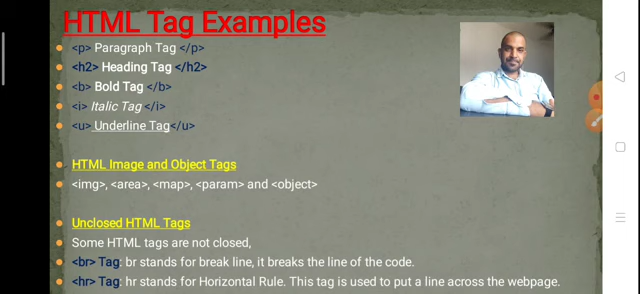 HTML Tag Examples
<p> Paragraph Tag </p>
<h2> Heading Tag </h2>
<b> Bold Tag </b>
<i> Italic Tag </i>
<u> Underline Tag</u>
HTML Image and Object Tags
<img>, <area>, <map>, <param> and <object>
Unclosed HTML Tags
Some HTML tags are not closed,
<br> Tag: br stands for break line, it breaks the line of the code.
<hr> Tag: hr stands for Horizontal Rule. This tag is used to put a line across the webpage.